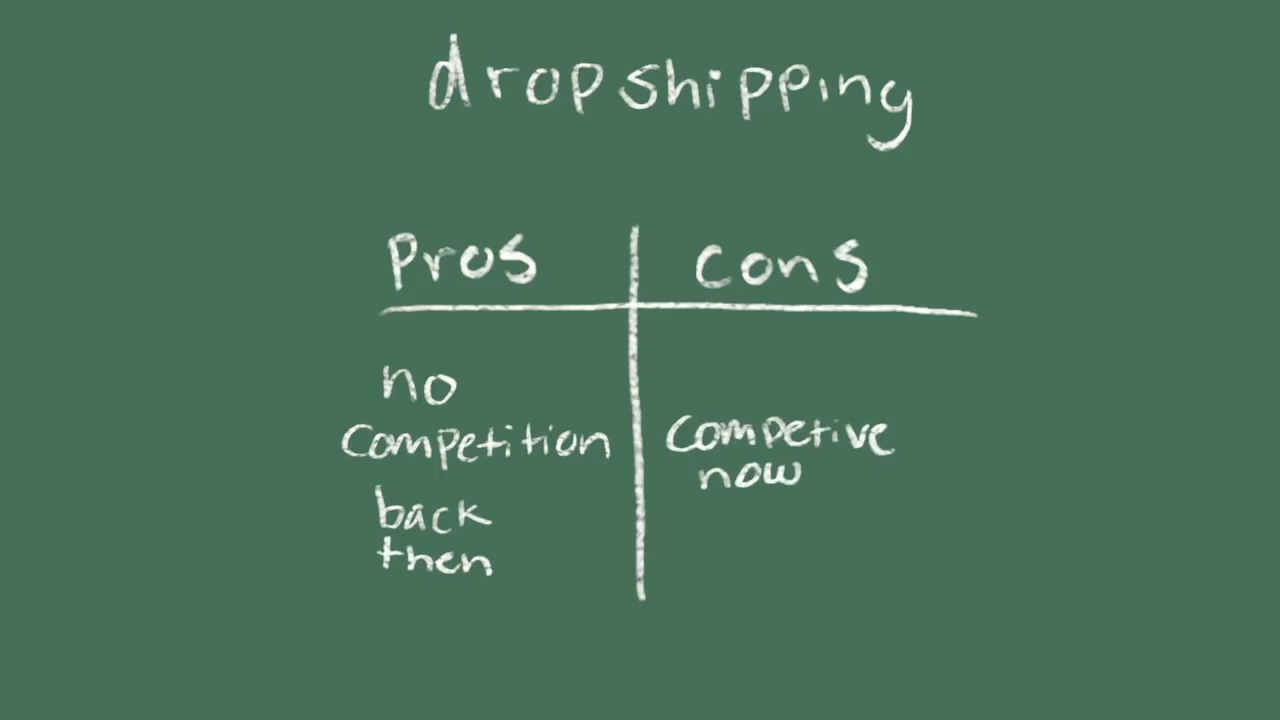 dropshipping
Pros
cons
no
competition
back
then
competive
now